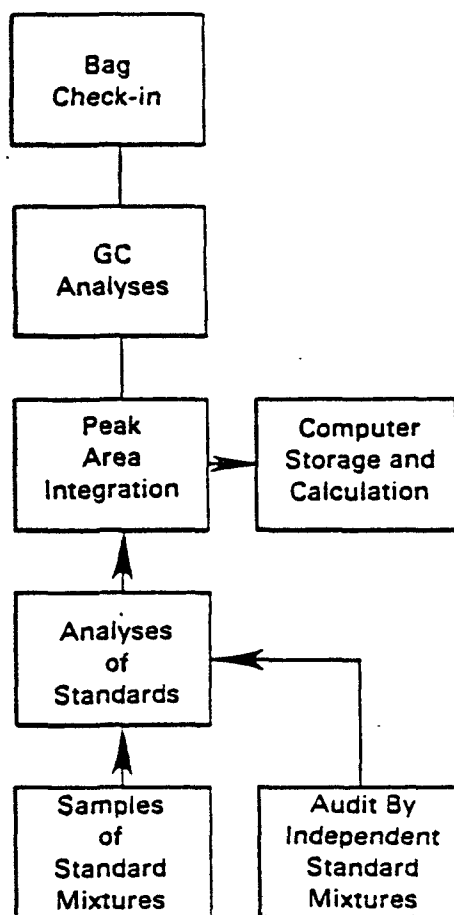 Bag
Check-in
GC
Analyses
Peak
Area
Integration
Computer
Storage and
Calculation
Analyses
of
Standards
Samples
of
Standard
Mixtures
Audit By
Independent
Standard
Mixtures